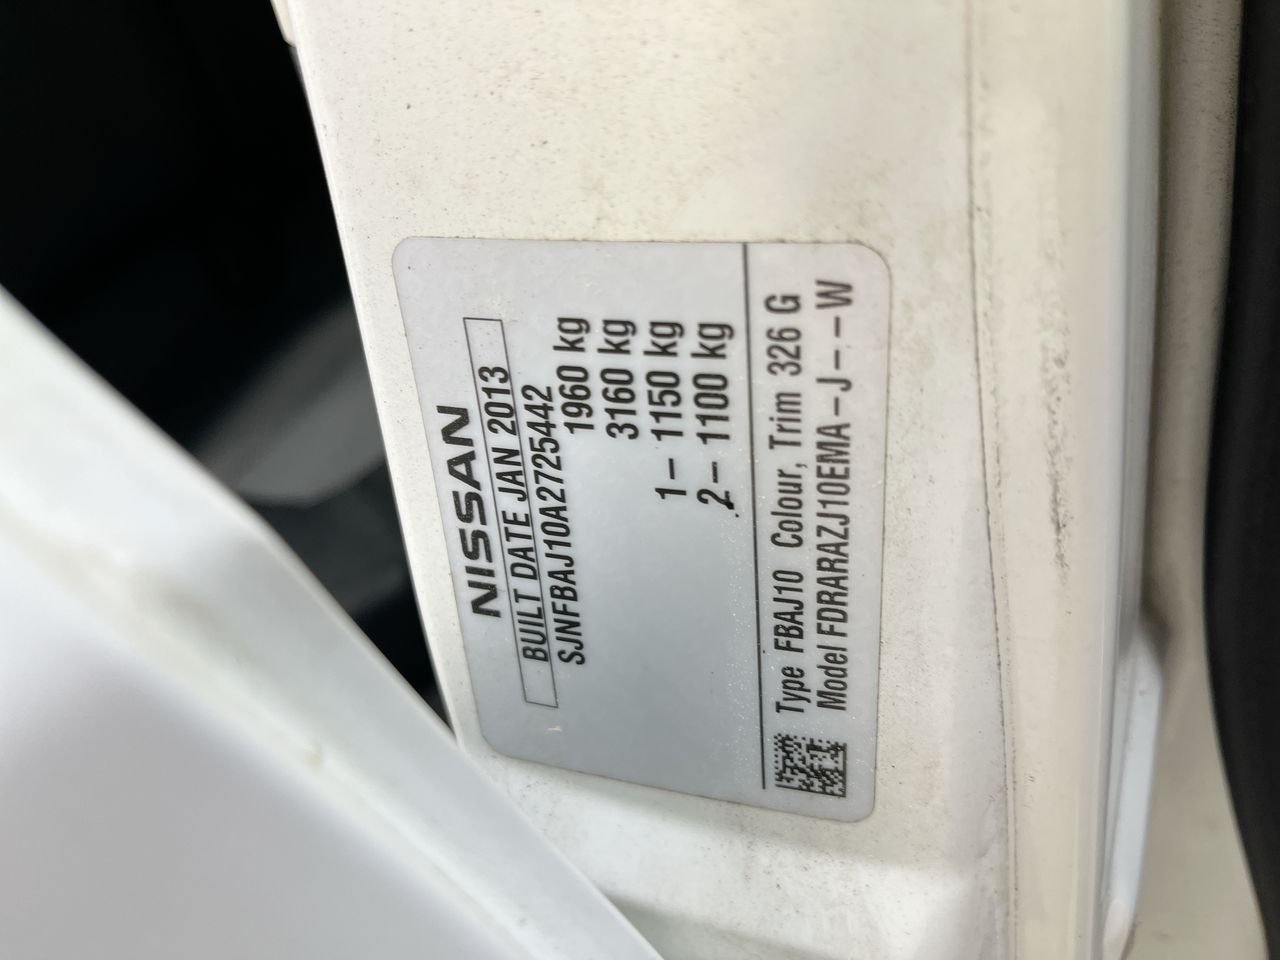 NISSAN
BUILT DATE JAN 2013
SJNFBAJ10A2725442
1960 kg
3160 kg
1– 1150 kg
2– 1100 kg
Type FBAJ10 Colour, Trim 326 G
Model FDRARAZJ10EMA–J–-–W